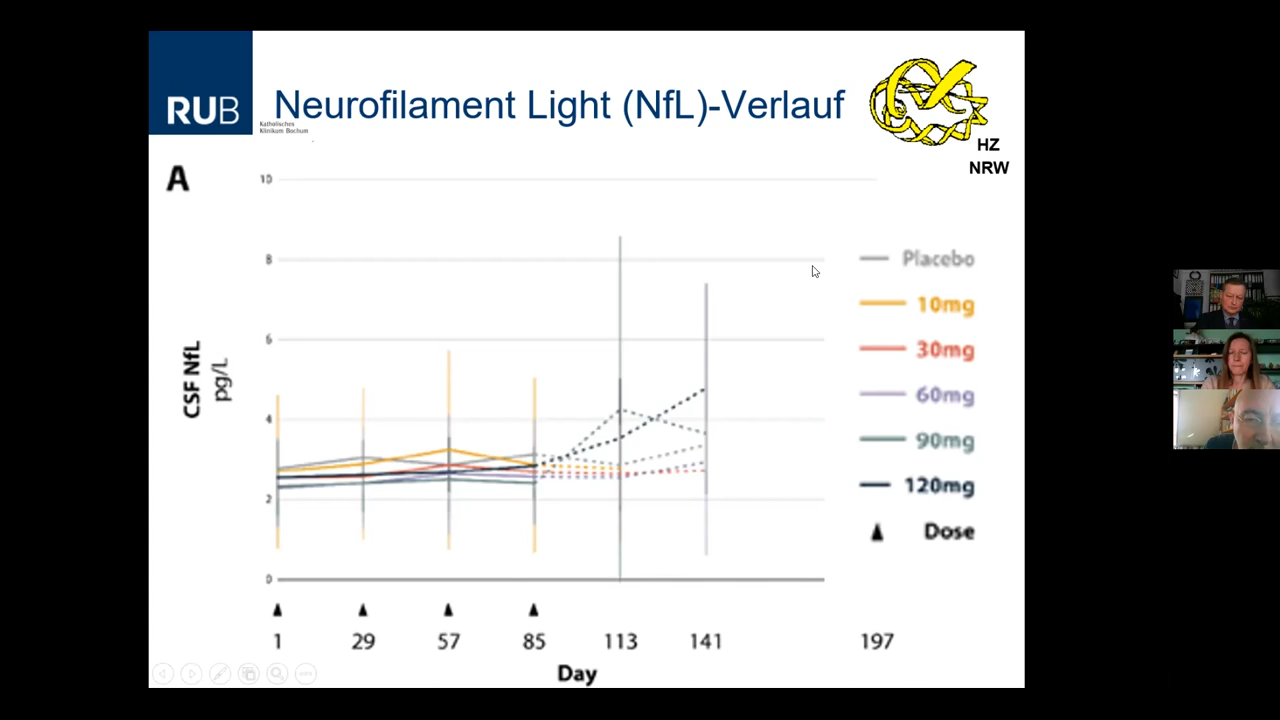 RUB
Katholisches
Klinikum Bochum
Neurofilament Light (NfL)-Verlauf
HZ
NRW
A
10
8
6
4
2
0
CSF NfL
pg/L
Placebo
10mg
30mg
60mg
90mg
120mg
Dose
1 29 57 85 113 141 197
Day